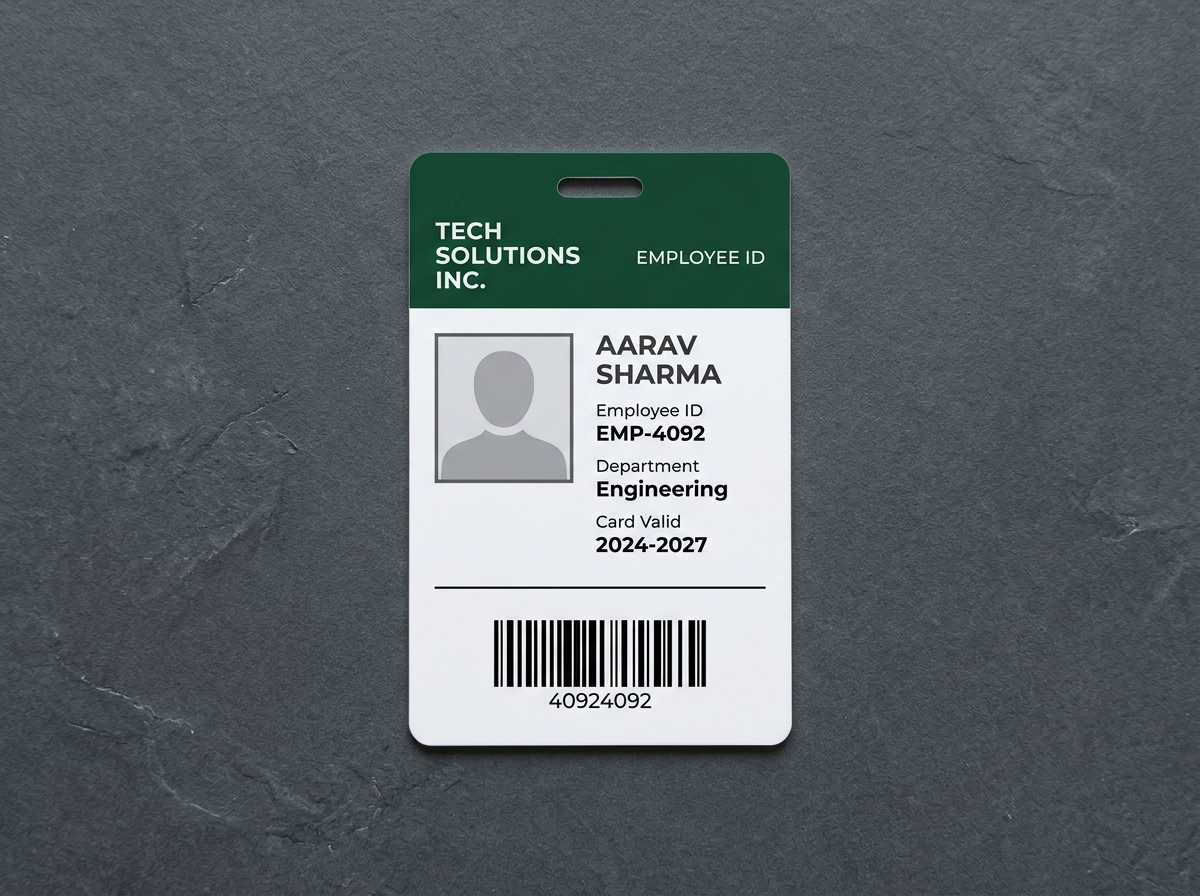 TECH
SOLUTIONS
INC.
EMPLOYEE ID
AARAV
SHARMA
Employee ID
EMP-4092
Department
Engineering
Card Valid
2024-2027
40924092